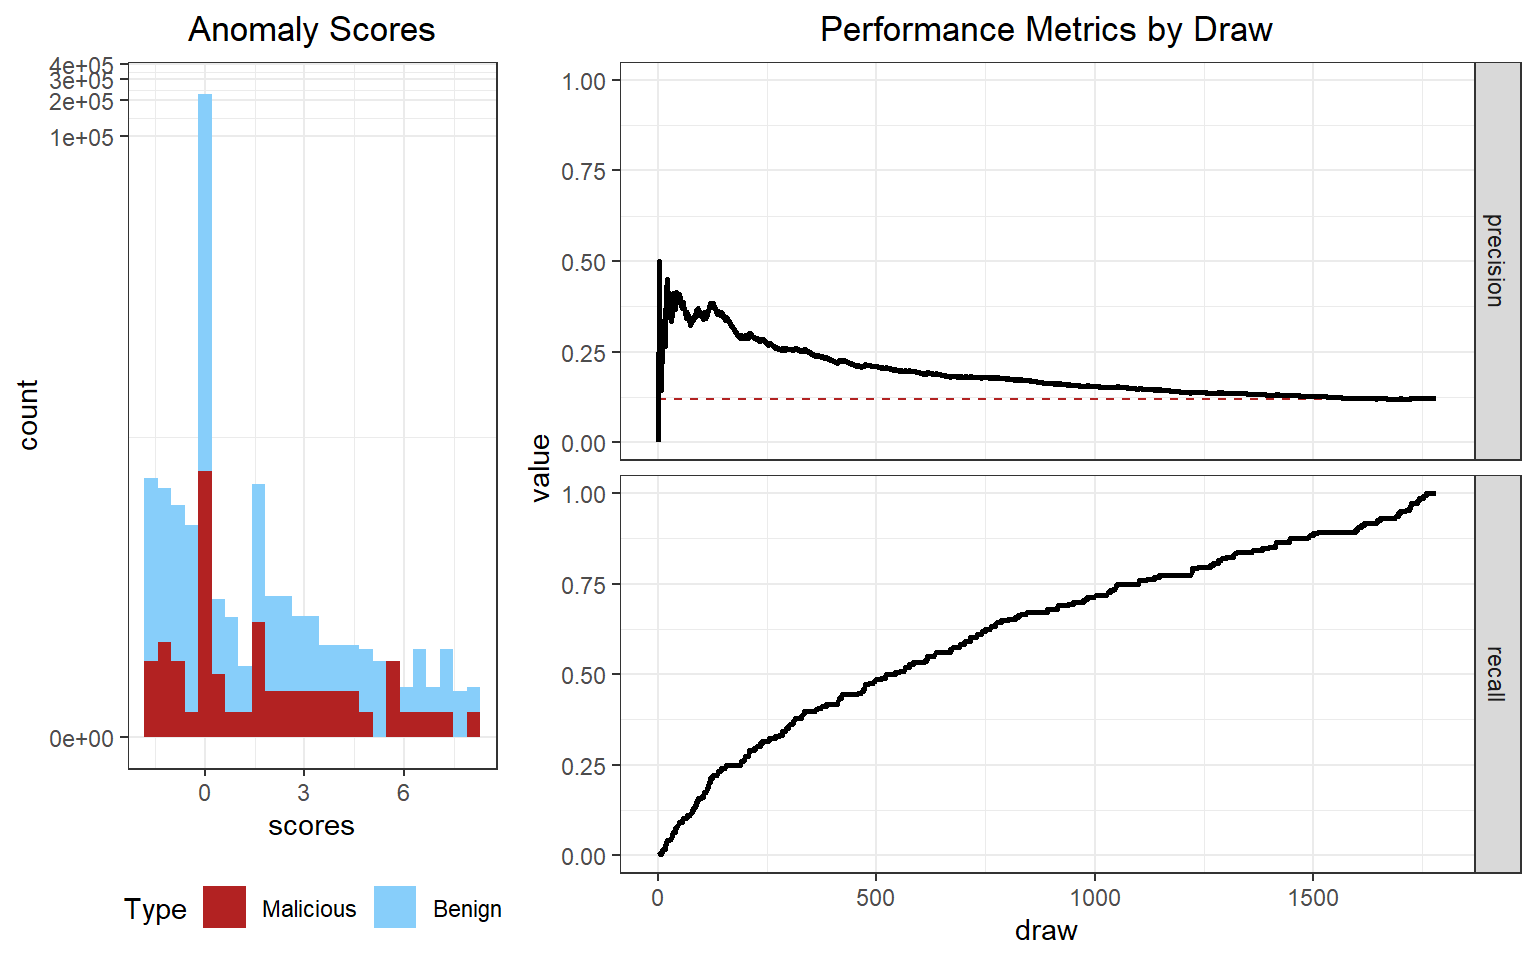 Anomaly Scores
4e+05
3e+05
2e+05
1e+05
0e+00
count
0 3 6
scores
Type Malicious Benign
Performance Metrics by Draw
1.00
0.75
0.50
0.25
0.00
precision
value
1.00
0.75
0.50
0.25
0.00
recall
0 500 1000 1500
draw